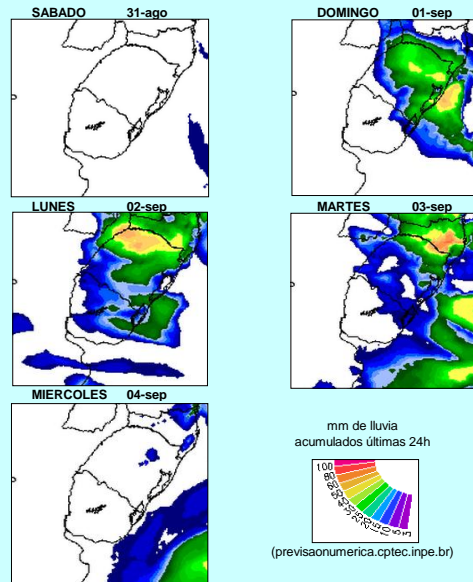 SABADO 31-ago
DOMINGO 01-sep
LUNES 02-sep
MARTES 03-sep
MIERCOLES 04-sep
mm de lluvia
acumulados últimas 24h
100
80
(previsaonumerica.cptec.inpe.br)